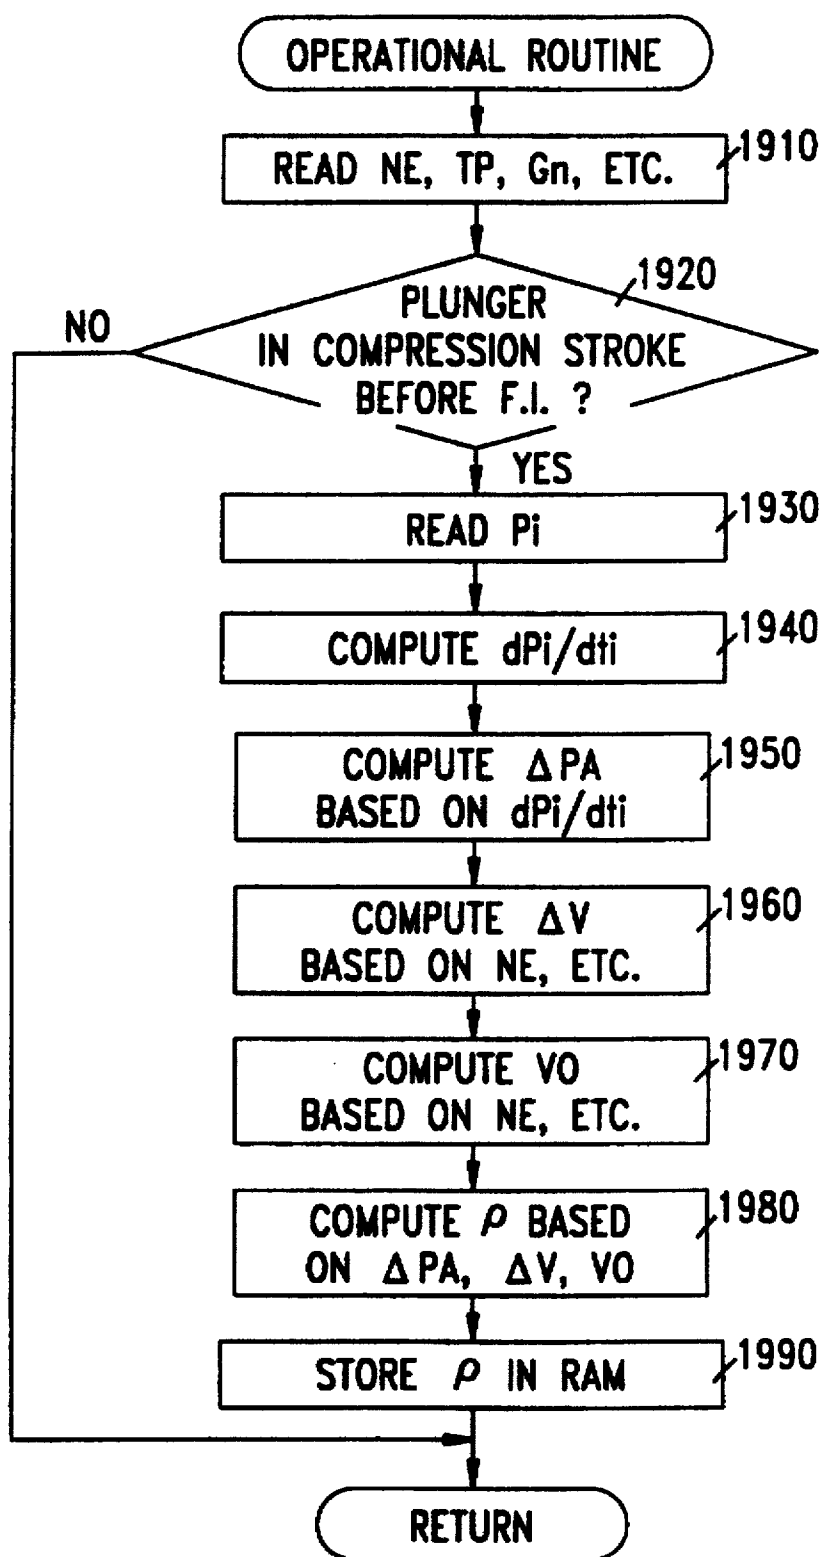 OPERATIONAL ROUTINE
READ NE, TP, Gn, ETC.
1910
PLUNGER
IN COMPRESSION STROKE
BEFORE F.I. ?
1920
NO
YES
READ Pi
1930
COMPUTE dPi/dti
1940
COMPUTE ΔPA
BASED ON dPi/dti
1950
COMPUTE ΔV
BASED ON NE, ETC.
1960
COMPUTE VO
BASED ON NE, ETC.
1970
COMPUTE ρ BASED
ON ΔPA, ΔV, VO
1980
STORE ρ IN RAM
1990
RETURN